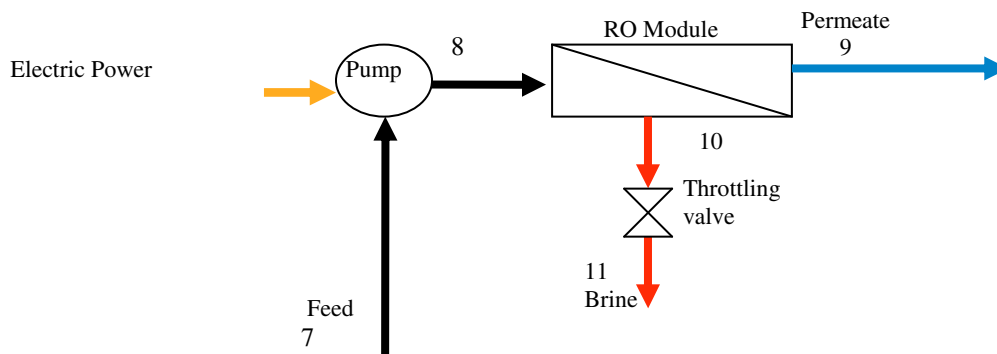 Permeate
9
RO Module
8
Electric Power
Pump
10
Throttling
valve
11
Brine
Feed
7